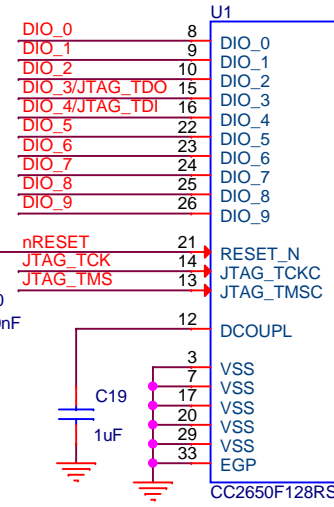 U1
DIO_0 8 DIO_0
DIO_1 9 DIO_1
DIO_2 10 DIO_2
DIO_3/JTAG_TDO 15 DIO_3
DIO_4/JTAG_TDI 16 DIO_4
DIO_5 22 DIO_5
DIO_6 23 DIO_6
DIO_7 24 DIO_7
DIO_8 25 DIO_8
DIO_9 26 DIO_9
nRESET 21 RESET_N
JTAG_TCK 14 JTAG_TCKC
JTAG_TMS 13 JTAG_TMSC
0
nF
12 DCOUPL
3 VSS
7 VSS
C19 17 VSS
20 VSS
1uF 29 VSS
33 EGP
CC2650F128RS